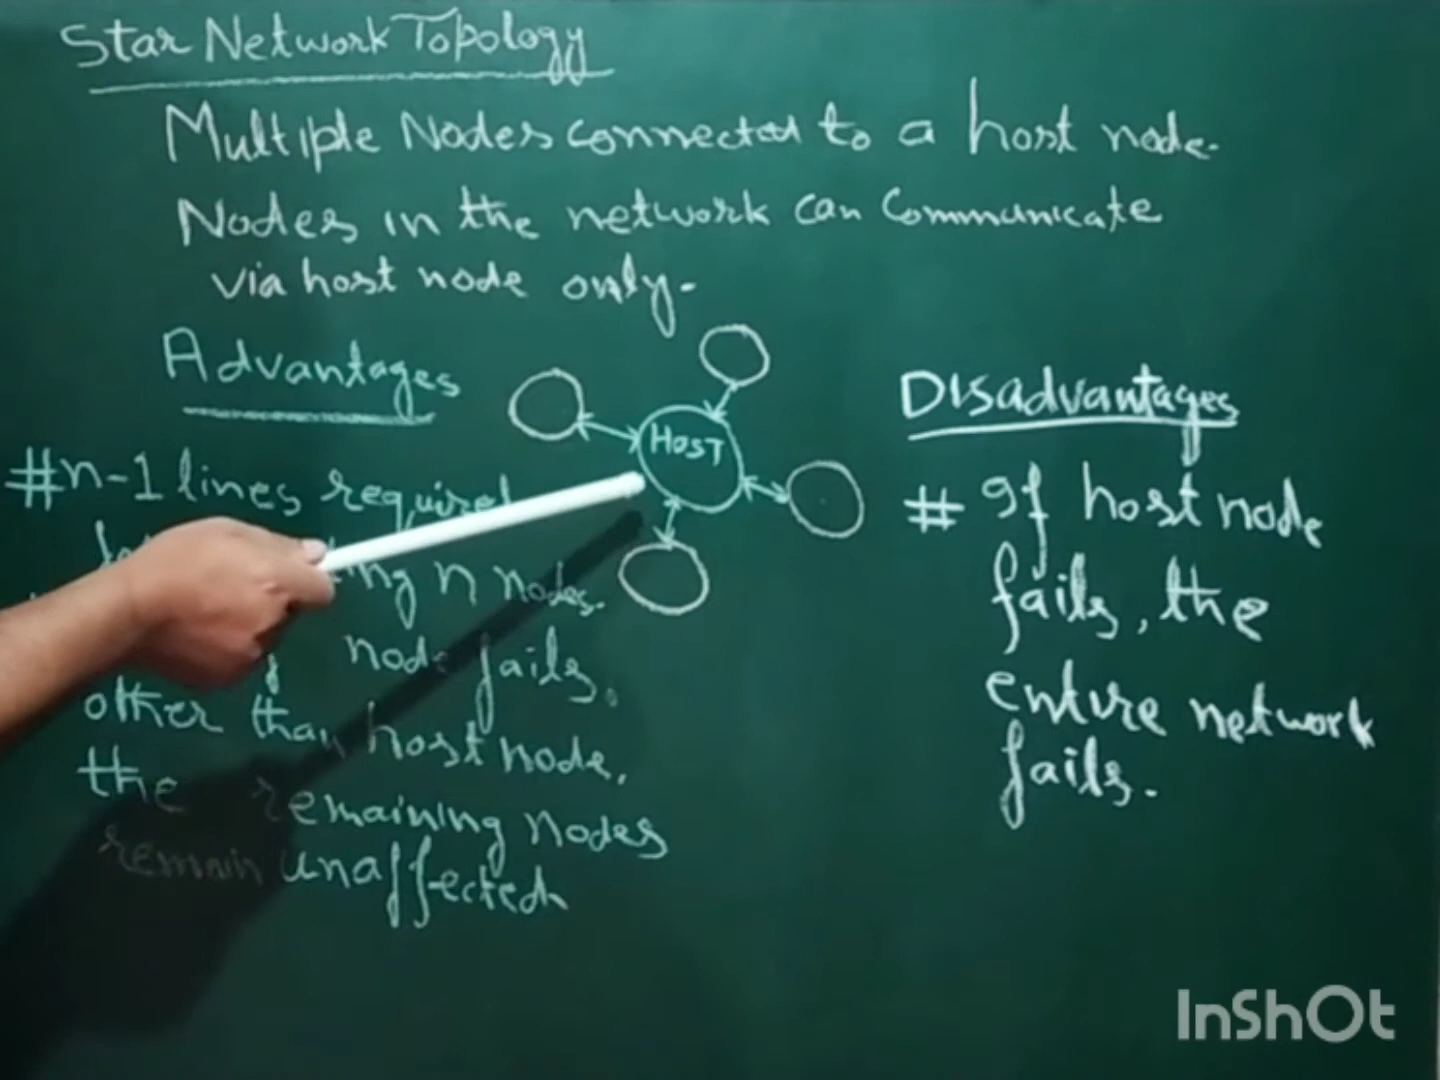 Star Network Topology
Multiple Nodes connected to a host node.
Nodes in the network can Communicate
via host node only.
Advantages
#n-1 lines required
n nodes.
node fails,
other than host node,
the remaining nodes
remain unaffected
HOST
Disadvantages
# If host node
fails, the
entire network
fails.
InShOt